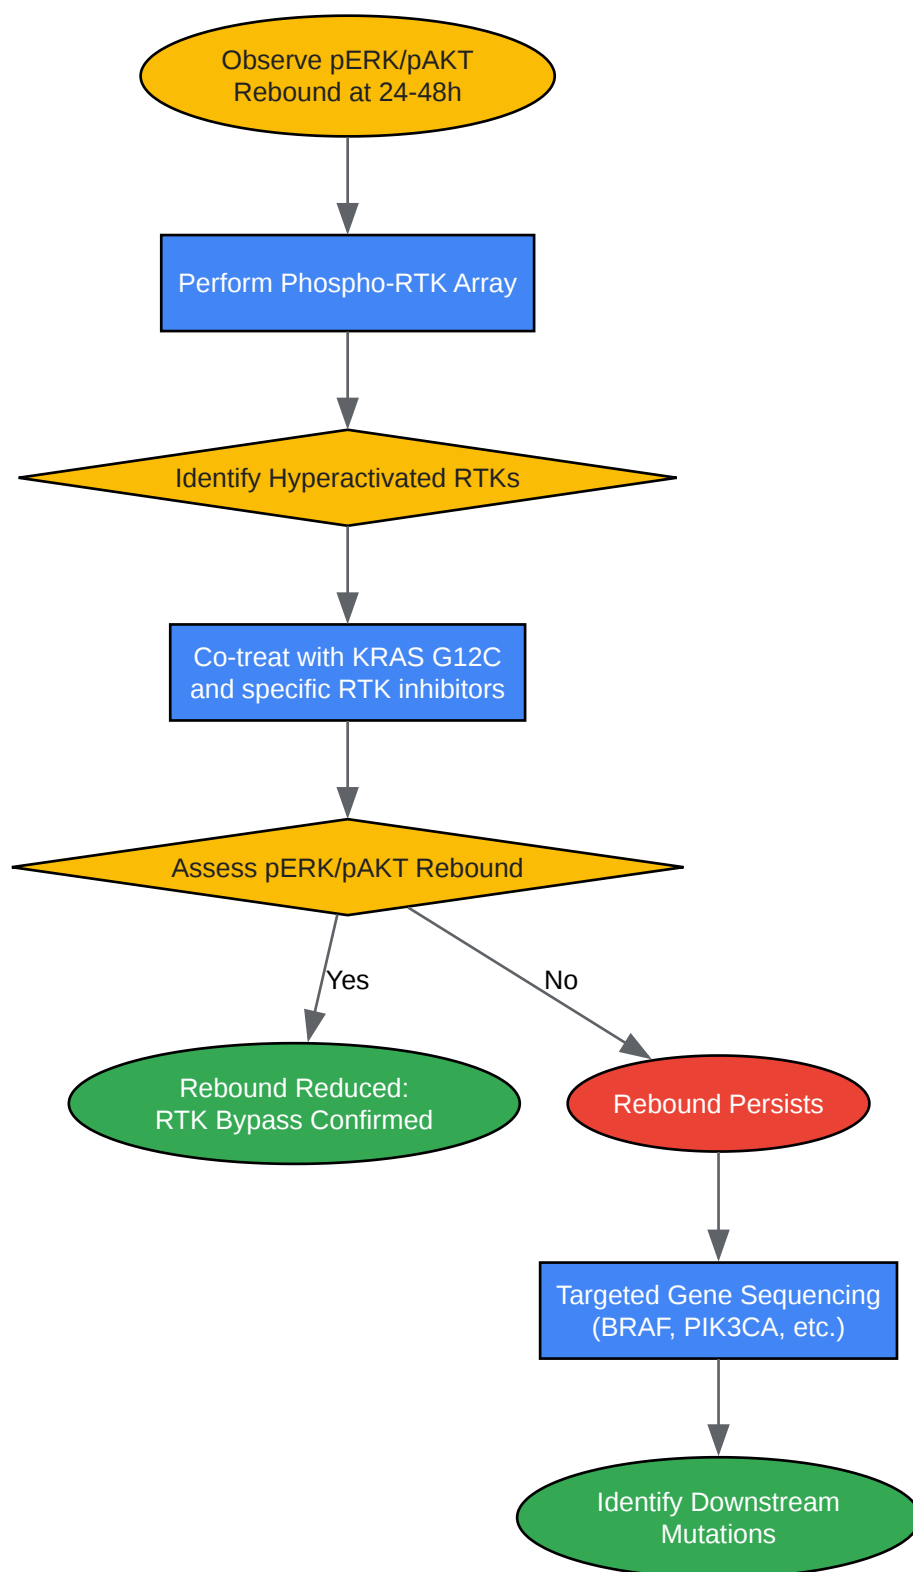 Observe pERK/pAKT
Rebound at 24-48h
Perform Phospho-RTK Array
Identify Hyperactivated RTKs
Co-treat with KRAS G12C
and specific RTK inhibitors
Assess pERK/pAKT Rebound
Yes
No
Rebound Reduced:
RTK Bypass Confirmed
Rebound Persists
Targeted Gene Sequencing
(BRAF, PIK3CA, etc.)
Identify Downstream
Mutations